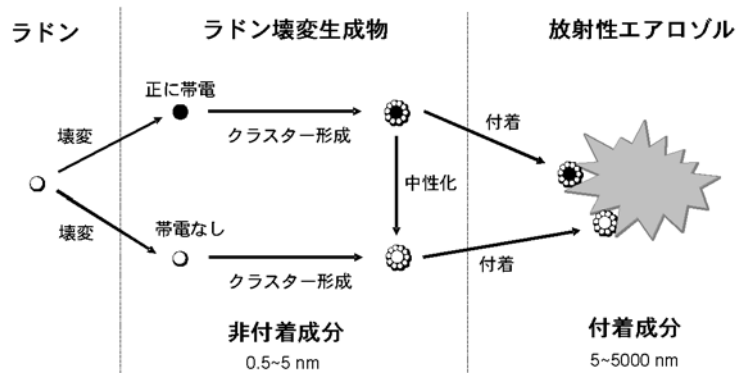 ラドン
ラドン壊変生成物
放射性エアロゾル
正に帯電
壊変
クラスター形成
付着
中性化
壊変
帯電なし
クラスター形成
付着
非付着成分
0.5~5 nm
付着成分
5~5000 nm